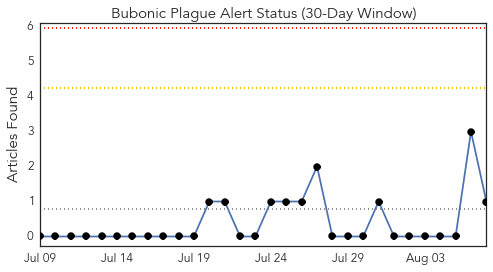 Bubonic Plague Alert Status (30-Day Window)
Articles Found
6
5
4
3
2
1
0
Jul 09 Jul 14 Jul 19 Jul 24 Jul 29 Aug 03